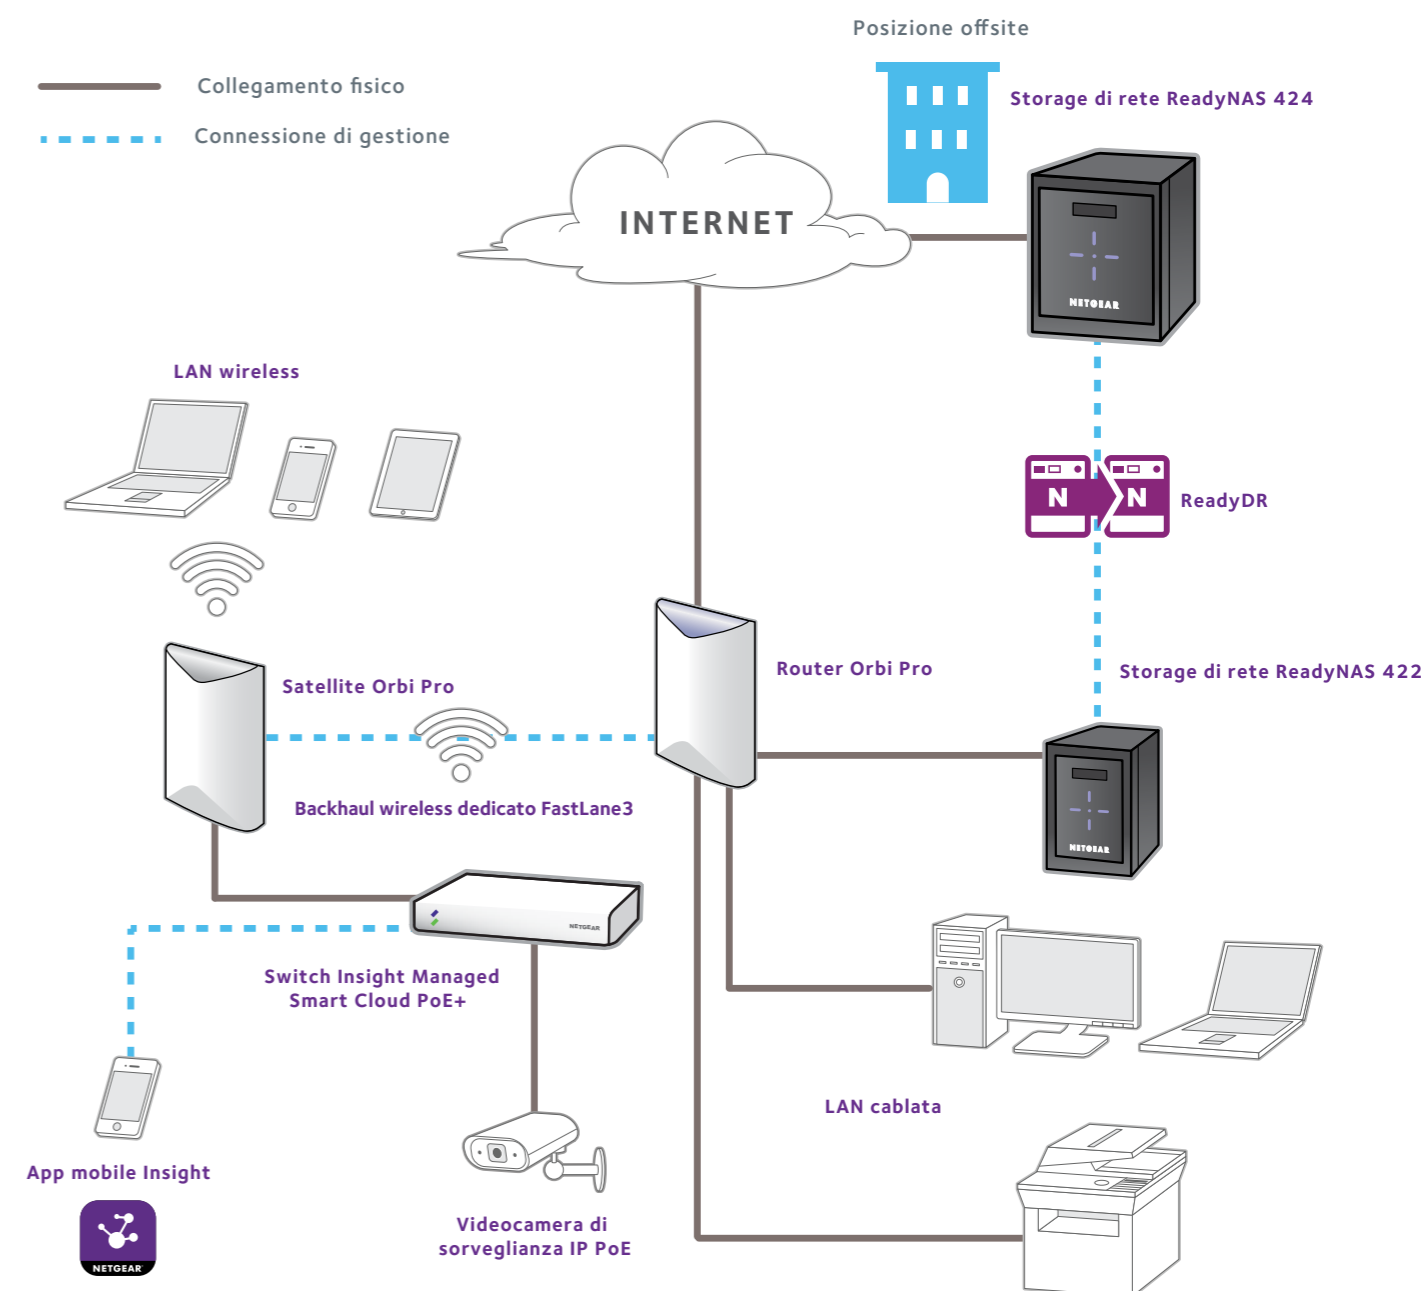 Posizione offsite
Collegamento fisico
Connessione di gestione
Storage di rete ReadyNAS 424
INTERNET
NETGEAR
LAN wireless
N
N
ReadyDR
Satellite Orbi Pro
Router Orbi Pro
Storage di rete ReadyNAS 422
Backhaul wireless dedicato FastLane3
NETGEAR
NETGEAR
Switch Insight Managed
Smart Cloud PoE+
LAN cablata
App mobile Insight
NETGEAR
Videocamera di
sorveglianza IP PoE